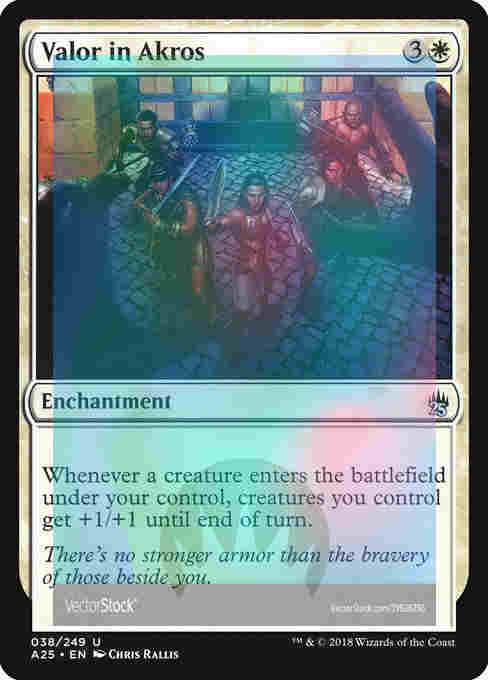 Valor in Akros
3
Enchantment
25
Whenever a creature enters the battlefield
under your control, creatures you control
get +1/+1 until end of turn.
There's no stronger armor than the bravery
of those beside you.
VectorStock®
038/249 U
A25 • EN Chris Rallis
™ & © 2018 Wizards of the Coast